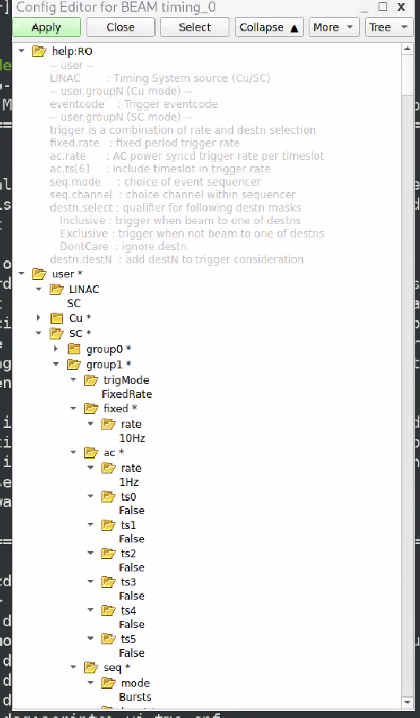 Config Editor for BEAM timing_0
_ □ X
Apply Close Select Collapse ▲ More Tree
help:RO
-- user --
LINAC : Timing System source (Cu/SC)
-- user.groupN (Cu mode) --
eventcode : Trigger eventcode
-- user.groupN (SC mode) --
trigger is a combination of rate and destn selection
fixed.rate : fixed period trigger rate
ac.rate : AC power syncd trigger rate per timeslot
ac.ts[6] : include timeslot in trigger rate
seq.mode : choice of event sequencer
seq.channel : choice channel within sequencer
destn.select : qualifier for following destn masks
Inclusive : trigger when beam to one of destns
Exclusive : trigger when not beam to one of destns
DontCare : ignore destn
destn.destN : add destN to trigger consideration
user *
LINAC
SC
Cu *
SC *
group0 *
group1 *
trigMode
FixedRate
fixed *
rate
10Hz
ac *
rate
1Hz
ts0
False
ts1
False
ts2
False
ts3
False
ts4
False
ts5
False
seq *
mode
Bursts